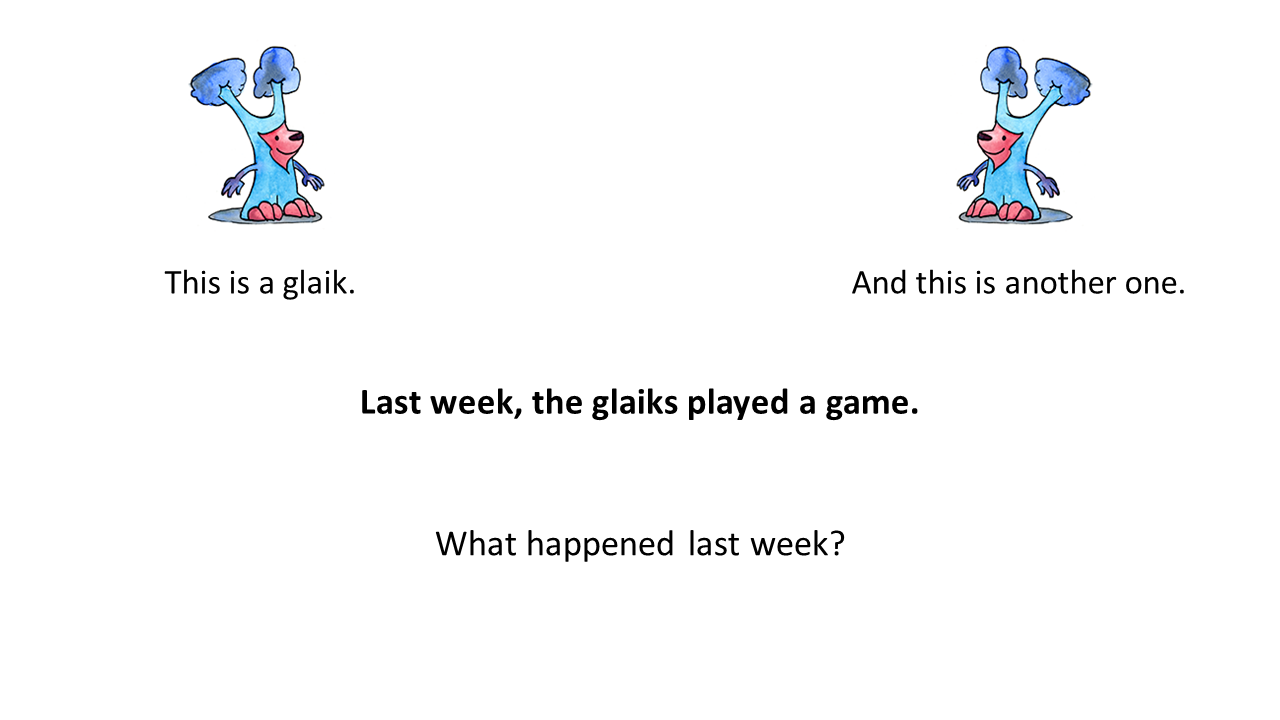 This is a glaik.
And this is another one.
Last week, the glaiks played a game.
What happened last week?